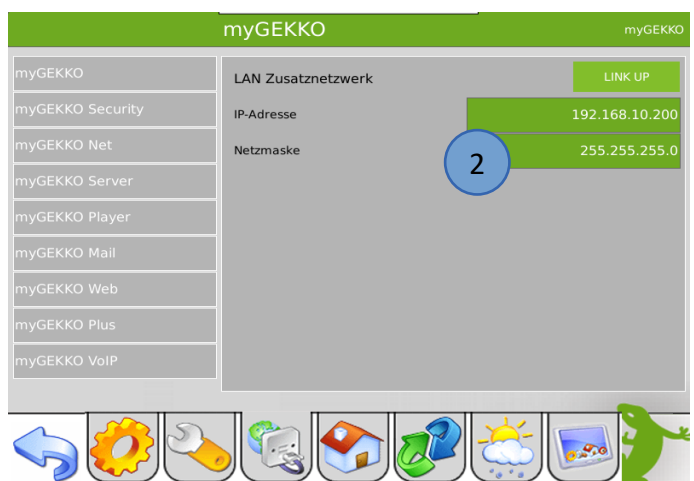 myGEKKO
myGEKKO
myGEKKO
myGEKKO Security
myGEKKO Net
myGEKKO Server
myGEKKO Player
myGEKKO Mail
myGEKKO Web
myGEKKO Plus
myGEKKO VoIP
LAN Zusatznetzwerk
LINK UP
IP-Adresse
192.168.10.200
Netzmaske
255.255.255.0
2